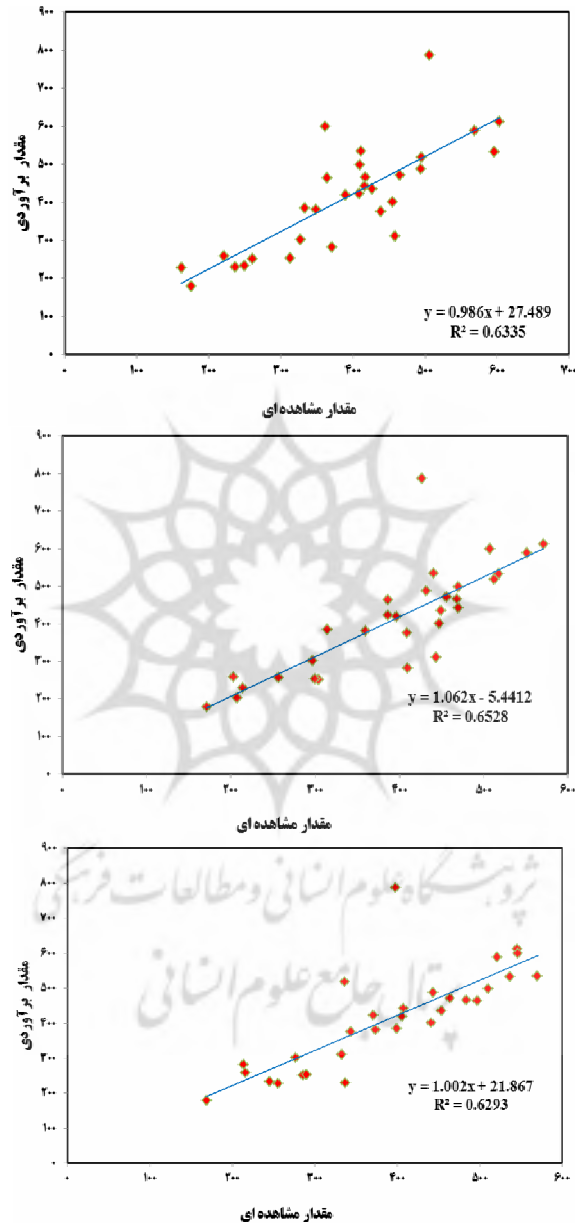 ۹۰۰
۸۰۰
۷۰۰
۶۰۰
۵۰۰
۴۰۰
۳۰۰
۲۰۰
۱۰۰
۰
مقدار برآوردی
y = 0.986x + 27.489
R² = 0.6335
۰ ۱۰۰ ۲۰۰ ۳۰۰ ۴۰۰ ۵۰۰ ۶۰۰ ۷۰۰
مقدار مشاهده ای
۹۰۰
۸۰۰
۷۰۰
۶۰۰
۵۰۰
۴۰۰
۳۰۰
۲۰۰
۱۰۰
۰
مقدار برآوردی
y = 1.062x - 5.4412
R² = 0.6528
۰ ۱۰۰ ۲۰۰ ۳۰۰ ۴۰۰ ۵۰۰ ۶۰۰
مقدار مشاهده ای
پژوهشگاه علوم انسانی و مطالعات فرهنگی
پرتال جامع علوم انسانی
۹۰۰
۸۰۰
۷۰۰
۶۰۰
۵۰۰
۴۰۰
۳۰۰
۲۰۰
۱۰۰
۰
مقدار برآوردی
y = 1.002x + 21.867
R² = 0.6293
۰ ۱۰۰ ۲۰۰ ۳۰۰ ۴۰۰ ۵۰۰ ۶۰۰
مقدار مشاهده ای